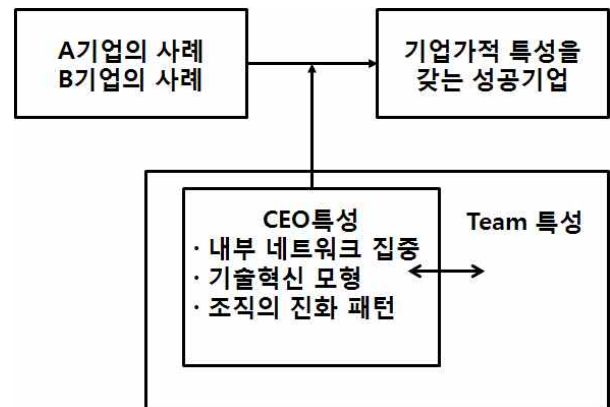 A기업의 사례
B기업의 사례
기업가적 특성을
갖는 성공기업
CEO특성
· 내부 네트워크 집중
· 기술혁신 모형
· 조직의 진화 패턴
Team 특성